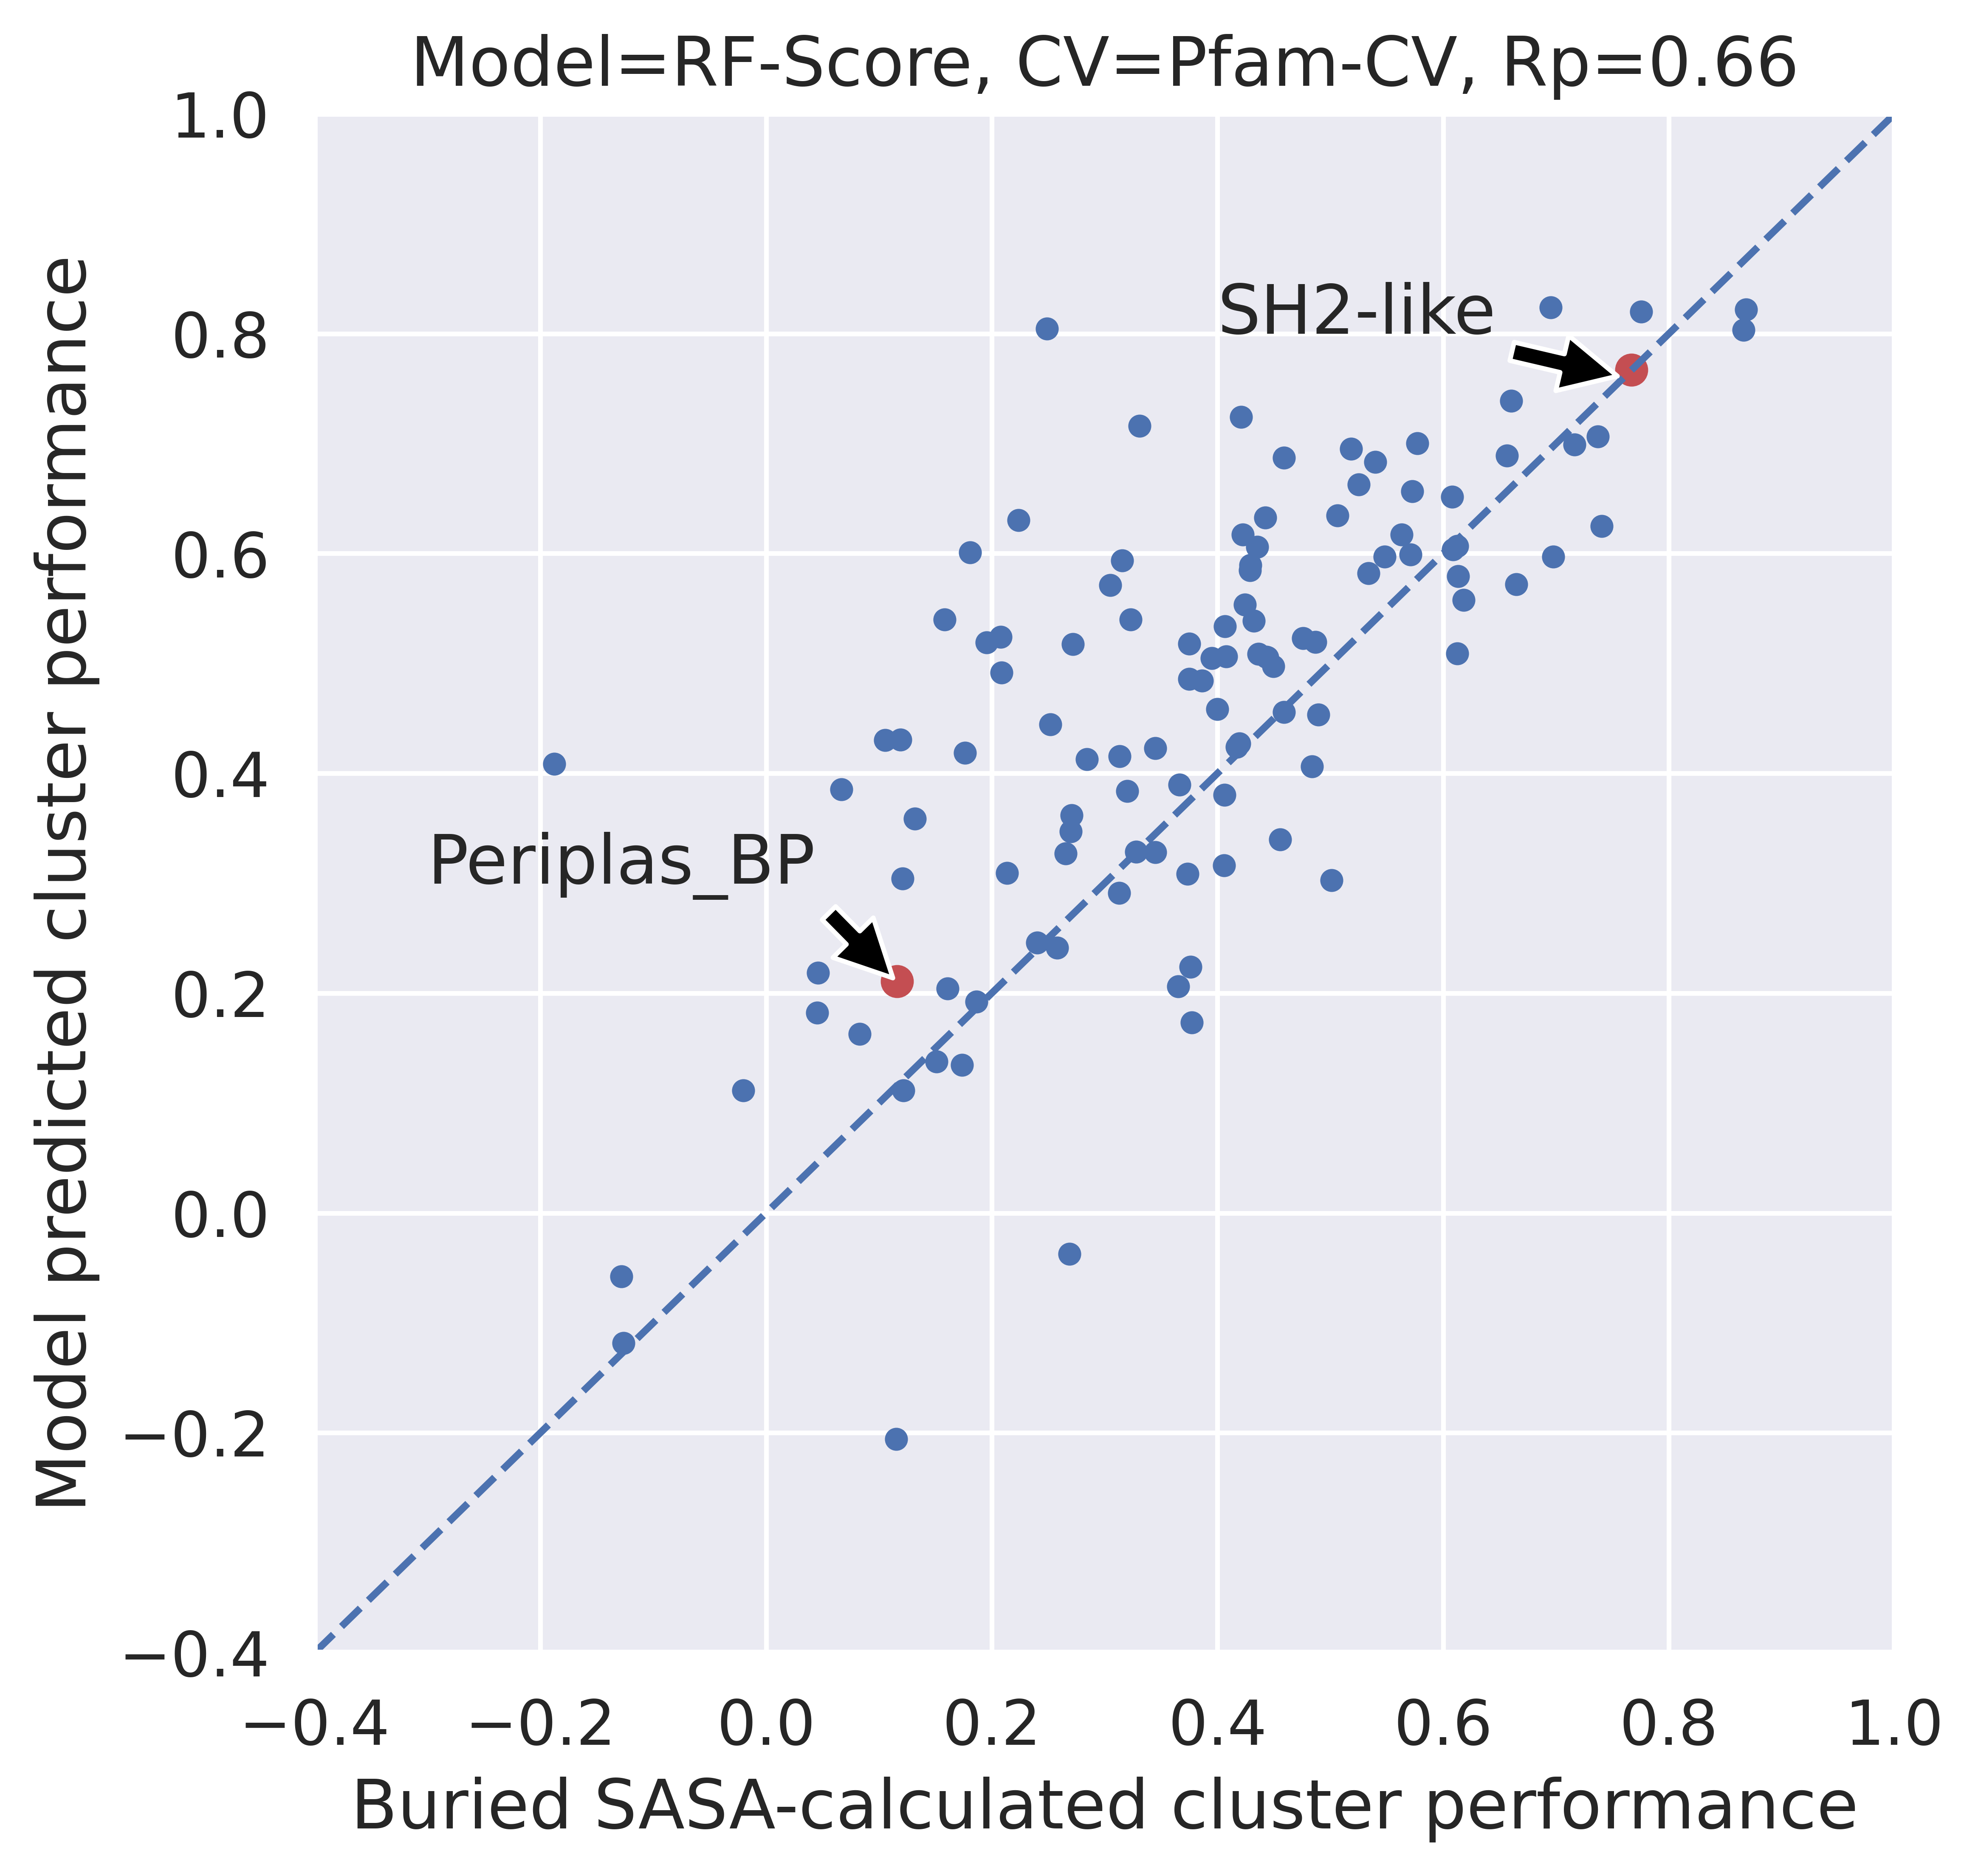 Model=RF-Score, CV=Pfam-CV, Rp=0.66
1.0
0.8
0.6
0.4
0.2
0.0
−0.2
−0.4
Model predicted cluster performance
SH2-like
Periplas_BP
−0.4 −0.2 0.0 0.2 0.4 0.6 0.8 1.0
Buried SASA-calculated cluster performance